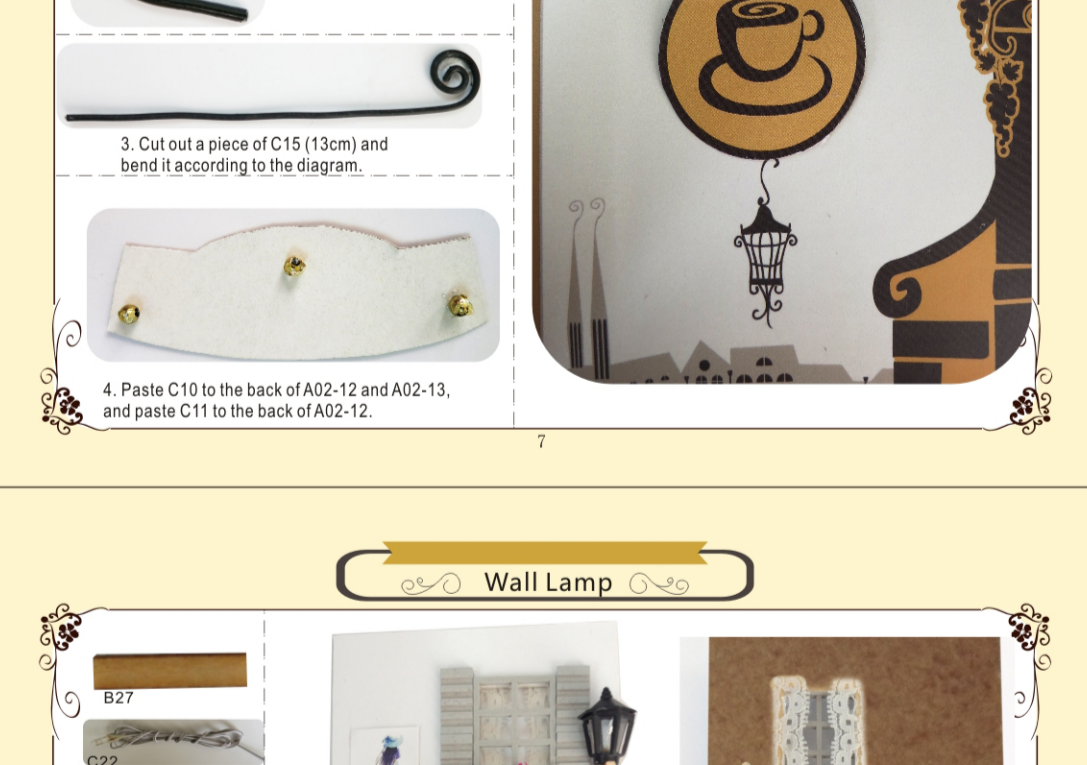 3. Cut out a piece of C15 (13cm) and
bend it according to the diagram.
4. Paste C10 to the back of A02-12 and A02-13,
and paste C11 to the back of A02-12.
7
Wall Lamp
B27
C22